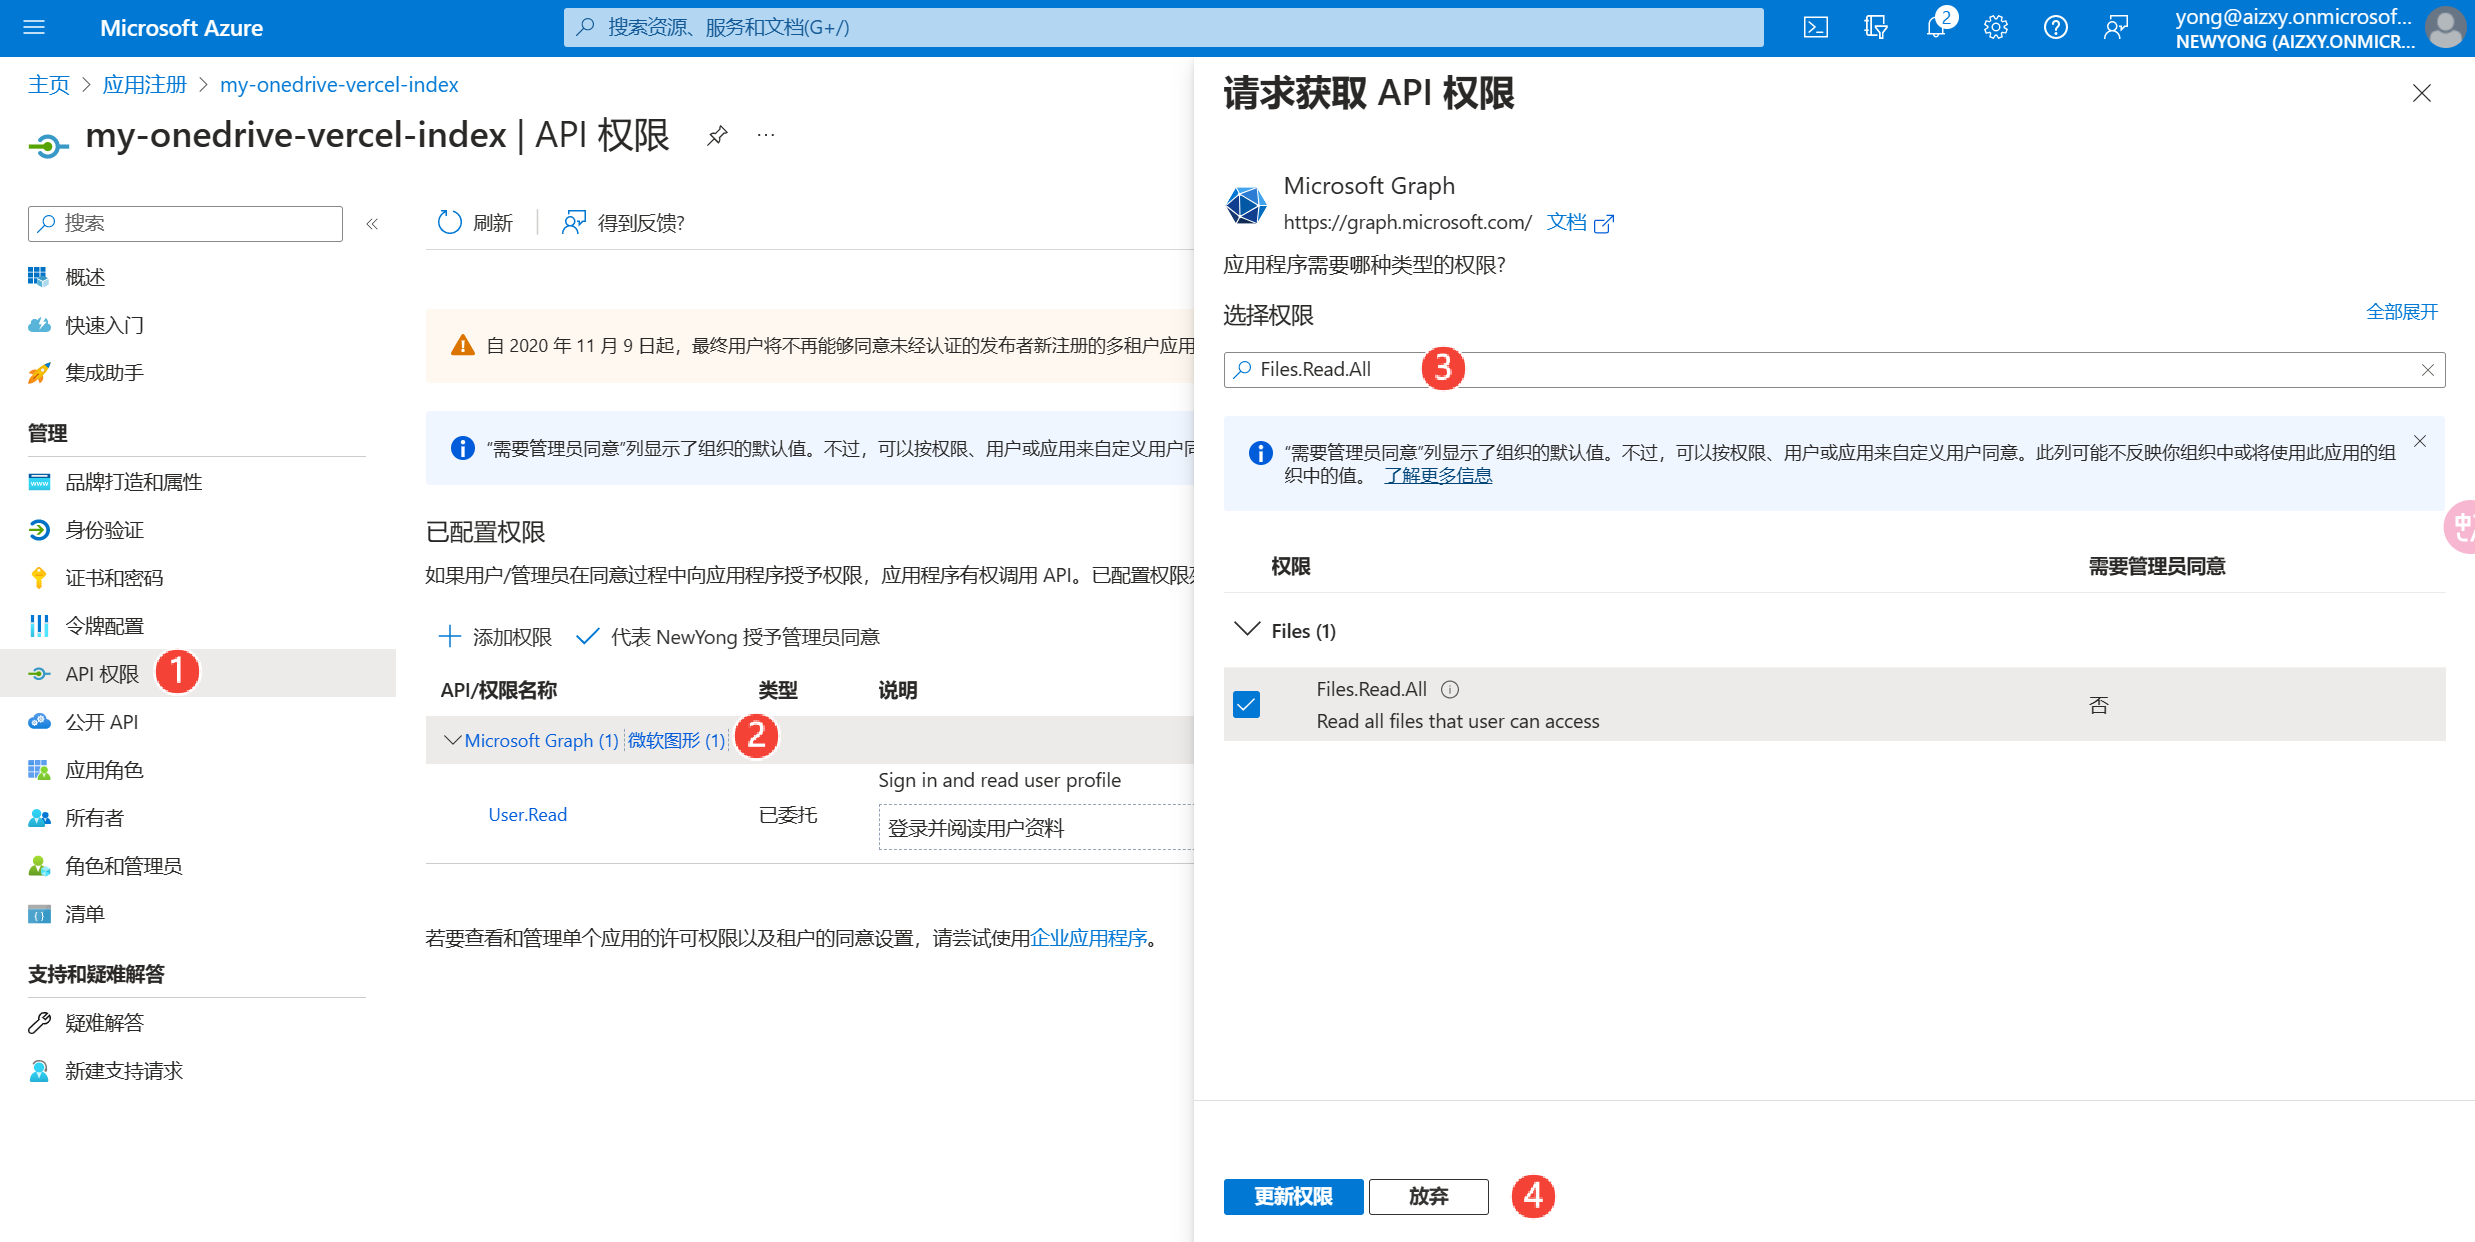 Microsoft Azure
搜索资源、服务和文档(G+/)
2
yong@aizxy.onmicrosof...
NEWYONG (AIZXY.ONMICR...
主页 > 应用注册 > my-onedrive-vercel-index
my-onedrive-vercel-index | API 权限
...
搜索
«
概述
快速入门
集成助手
管理
品牌打造和属性
身份验证
证书和密码
令牌配置
API 权限
1
公开 API
应用角色
所有者
角色和管理员
清单
支持和疑难解答
疑难解答
新建支持请求
刷新
得到反馈?
自 2020 年 11 月 9 日起，最终用户将不再能够同意未经认证的发布者新注册的多租户应用
“需要管理员同意”列显示了组织的默认值。不过，可以按权限、用户或应用来自定义用户同
已配置权限
如果用户/管理员在同意过程中向应用程序授予权限，应用程序有权调用 API。已配置权限
添加权限
代表 NewYong 授予管理员同意
API/权限名称
类型
说明
Microsoft Graph (1) 微软图形 (1)
2
User.Read
已委托
Sign in and read user profile
登录并阅读用户资料
若要查看和管理单个应用的许可权限以及租户的同意设置，请尝试使用企业应用程序。
请求获取 API 权限
Microsoft Graph
https://graph.microsoft.com/ 文档
应用程序需要哪种类型的权限?
选择权限
全部展开
Files.Read.All
3
“需要管理员同意”列显示了组织的默认值。不过，可以按权限、用户或应用来自定义用户同意。此列可能不反映你组织中或将使用此应用的组
织中的值。 了解更多信息
权限
需要管理员同意
Files (1)
Files.Read.All
Read all files that user can access
否
更新权限
放弃
4